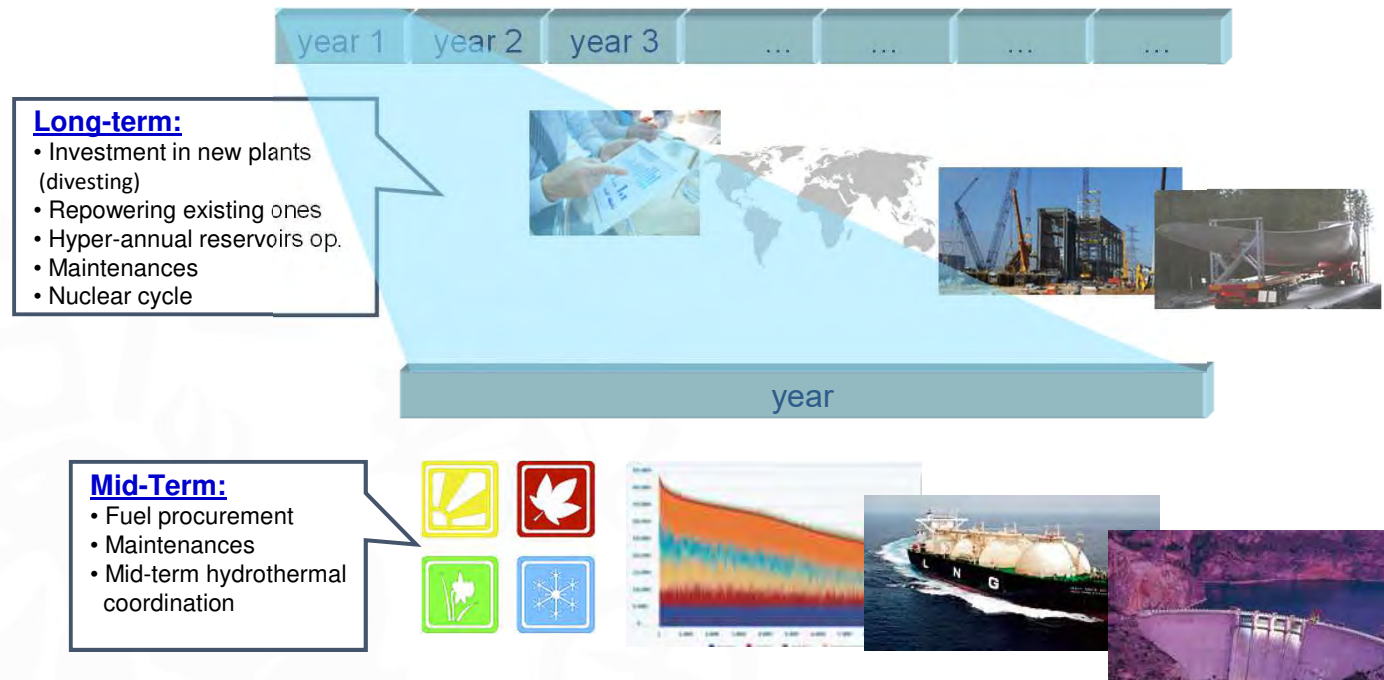 year 1 year 2 year 3 ... ... ... ...
Long-term:
• Investment in new plants
(divesting)
• Repowering existing ones
• Hyper-annual reservoirs op.
• Maintenances
• Nuclear cycle
year
Mid-Term:
• Fuel procurement
• Maintenances
• Mid-term hydrothermal
coordination
L N G